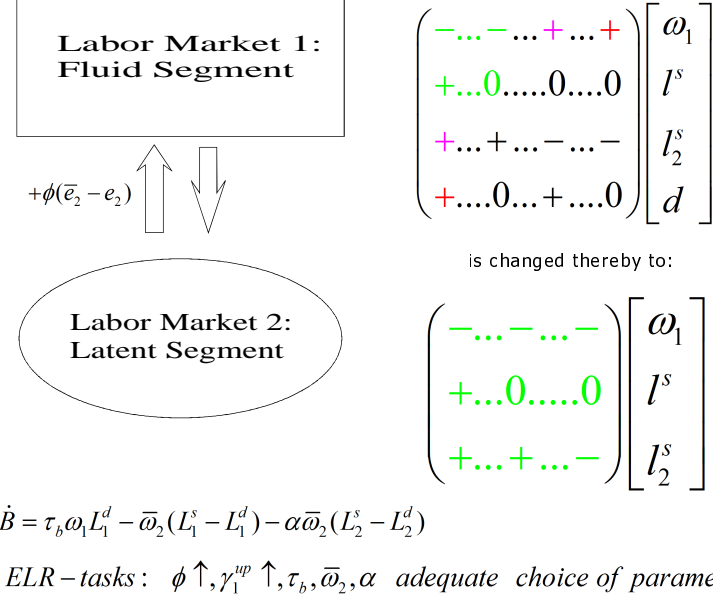 Labor Market 1:
Fluid Segment
+ϕ(e̅₂ − e₂)
Labor Market 2:
Latent Segment
−...−...+...+ ω₁
+...0.....0....0 lˢ
+...+...−...− l₂ˢ
+....0...+....0 d
is changed thereby to:
−...−...− ω₁
+...0.....0 lˢ
+...+...− l₂ˢ
Ḃ = τ_b ω₁ L₁ᵈ − ω̅₂(L₁ˢ − L₁ᵈ) − αω̅₂(L₂ˢ − L₂ᵈ)
ELR − tasks: ϕ ↑, γ₁ᵘᵖ ↑, τ_b, ω̅₂, α adequate choice of parame